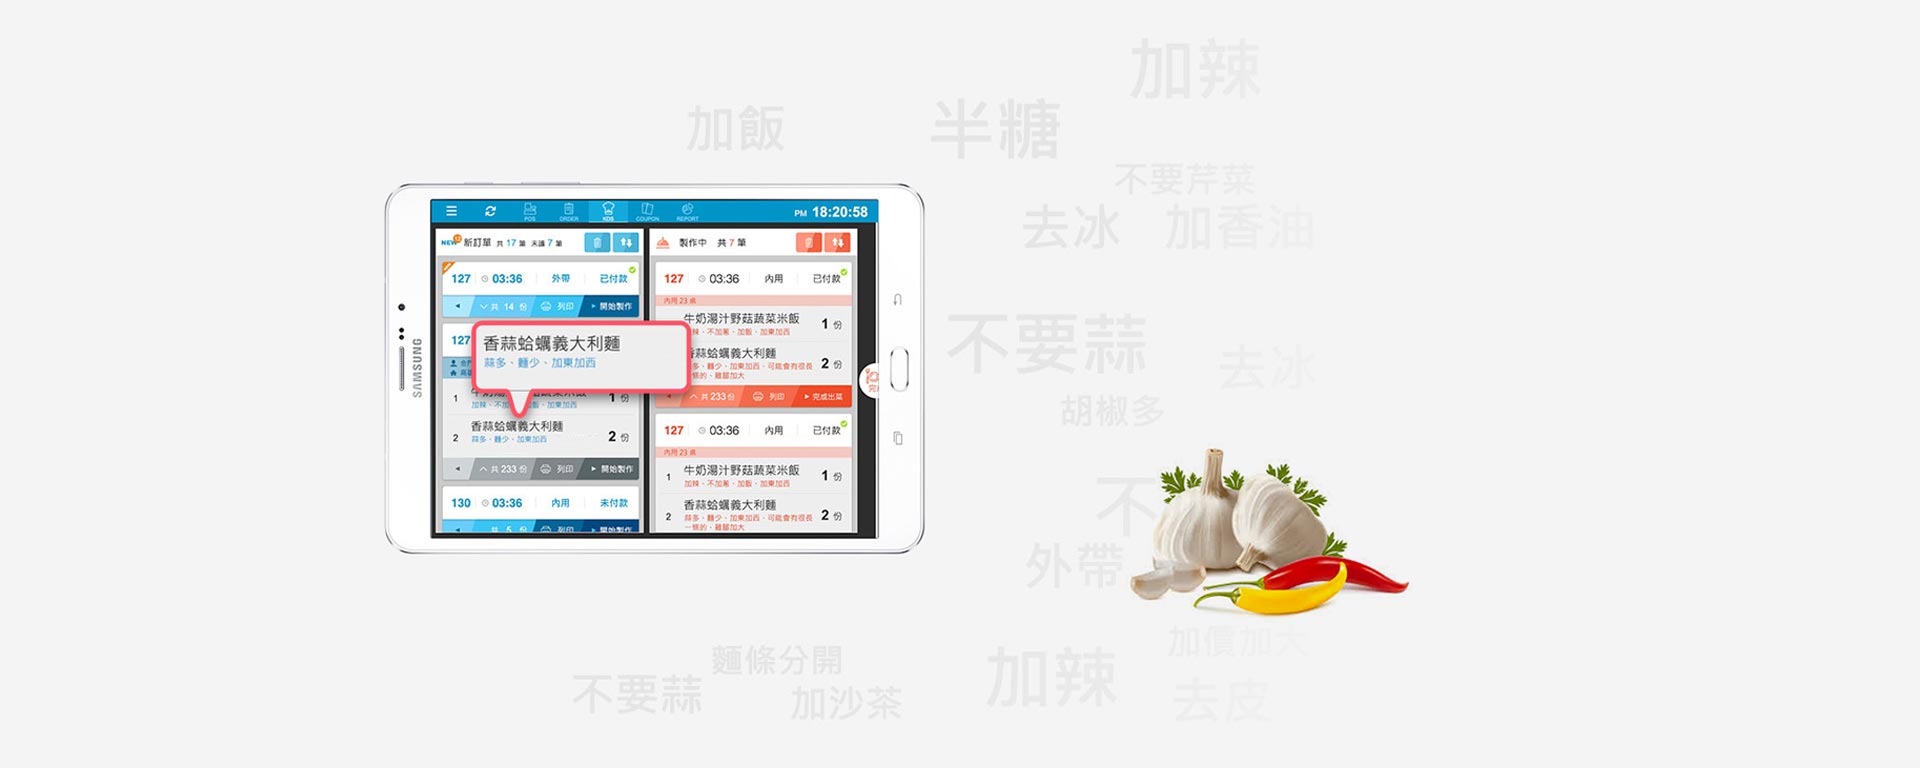 加辣
加飯
半糖
不要芹菜
去冰
加香油
不要蒜
去冰
胡椒多
不
外帶
加價加大
麵條分開
加辣
不要蒜
加沙茶
去皮
SAMSUNG
POS ORDER KDS COUPON REPORT PM 18:20:58
NEW 新訂單 共 17 筆 未讀 7 筆
127 03:36 外帶 已付款
共 14 份 列印 開始製作
127
香蒜蛤蠣義大利麵
蒜多、麵少、加東加西
1 1 份
加辣、不加 飯、加東加西
香蒜蛤蠣義大利麵
2 蒜多、麵少、加東加西 2 份
共 233 份 列印 開始製作
130 03:36 內用 未付款
共 5 份 列印 開始製作
製作中 共 7 筆
127 03:36 內用 已付款
內用 23 桌
牛奶湯汁野菇蔬菜米飯 1 份
辣、不加蔥、加飯、加東加西
香蒜蛤蠣義大利麵 2 份
多、麵少、加東加西、可能會有很長
一條的、雞腿加大
共 233 份 列印 完成出菜
127 03:36 內用 已付款
內用 23 桌
1 牛奶湯汁野菇蔬菜米飯 1 份
加辣、不加蔥、加飯、加東加西
2 香蒜蛤蠣義大利麵 2 份
蒜多、麵少、加東加西、可能會有很長
一條的、雞腿加大